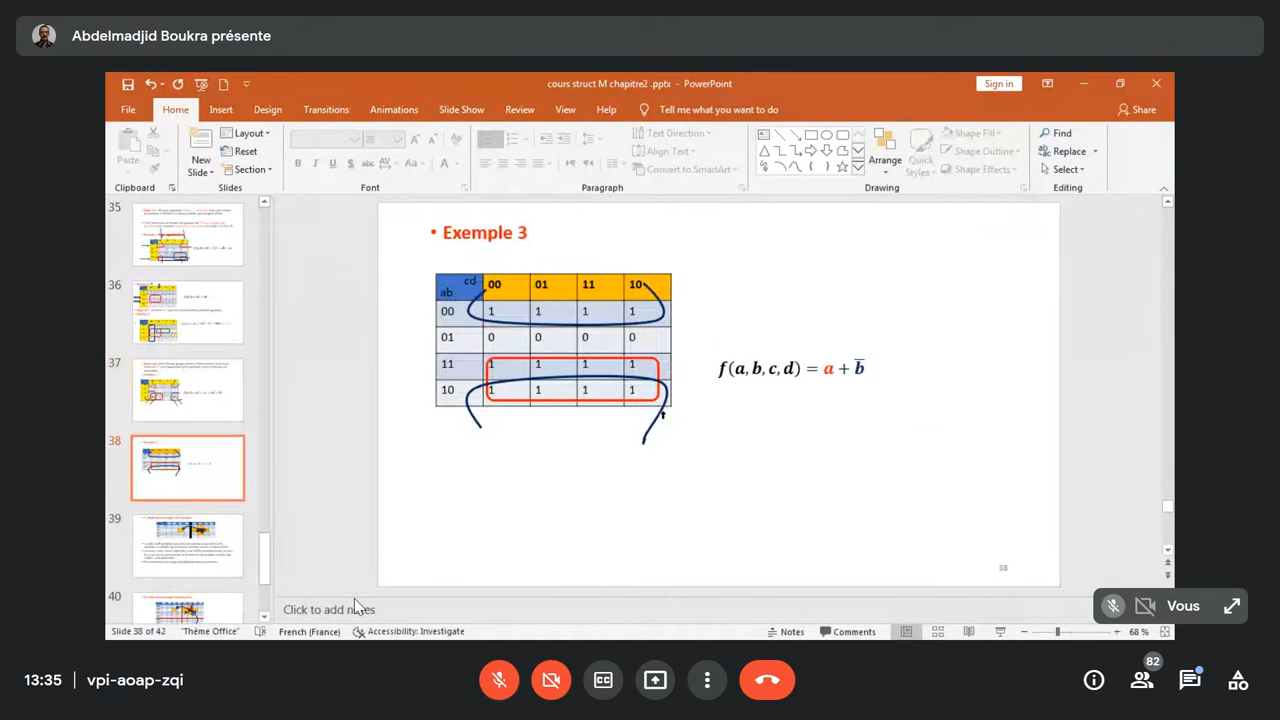 Abdelmadjid Boukra présente
cours struct M chapitre2 .pptx - PowerPoint
Sign in
File Home Insert Design Transitions Animations Slide Show Review View Help Tell me what you want to do Share
Paste
New Slide
Layout
Reset
Section
Text Direction
Align Text
Convert to SmartArt
Arrange
Quick Styles
Shape Fill
Shape Outline
Shape Effects
Find
Replace
Select
Clipboard Slides Font Paragraph Drawing Editing
35
36
37
38
39
40
• Exemple 3
cd
ab
00 01 11 10
00 1 1 1 1
01 0 0 0 0
11 1 1 1 1
10 1 1 1 1
f(a, b, c, d) = a + b̅
38
Click to add notes
Vous
Slide 38 of 42 "Thème Office" French (France) Accessibility: Investigate Notes Comments 68 %
13:35 vpi-aoap-zqi
82